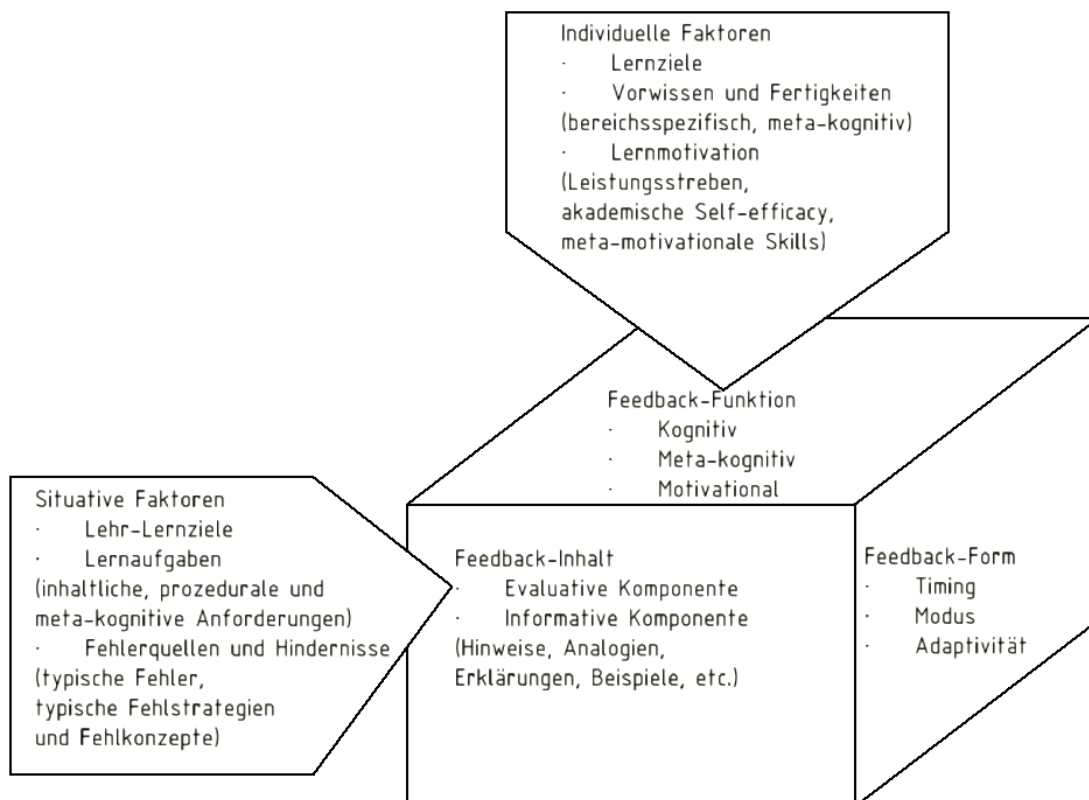 Individuelle Faktoren
· Lernziele
· Vorwissen und Fertigkeiten
(bereichsspezifisch, meta-kognitiv)
· Lernmotivation
(Leistungsstreben,
akademische Self-efficacy,
meta-motivationale Skills)
Feedback-Funktion
· Kognitiv
· Meta-kognitiv
· Motivational
Situative Faktoren
· Lehr-Lernziele
· Lernaufgaben
(inhaltliche, prozedurale und
meta-kognitive Anforderungen)
· Fehlerquellen und Hindernisse
(typische Fehler,
typische Fehlstrategien
und Fehlkonzepte)
Feedback-Inhalt
· Evaluative Komponente
· Informative Komponente
(Hinweise, Analogien,
Erklärungen, Beispiele, etc.)
Feedback-Form
· Timing
· Modus
· Adaptivität